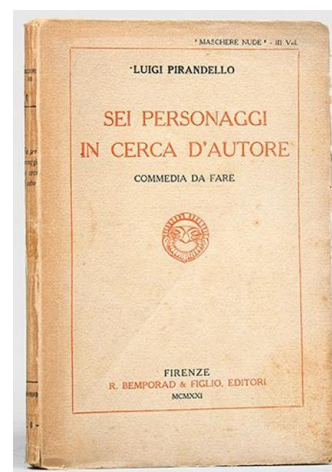 "MASCHERE NUDE" - III Vol.
LUIGI PIRANDELLO
SEI PERSONAGGI
IN CERCA D'AUTORE
COMMEDIA DA FARE
FIRENZE
R. BEMPORAD & FIGLIO, EDITORI
MCMXXI